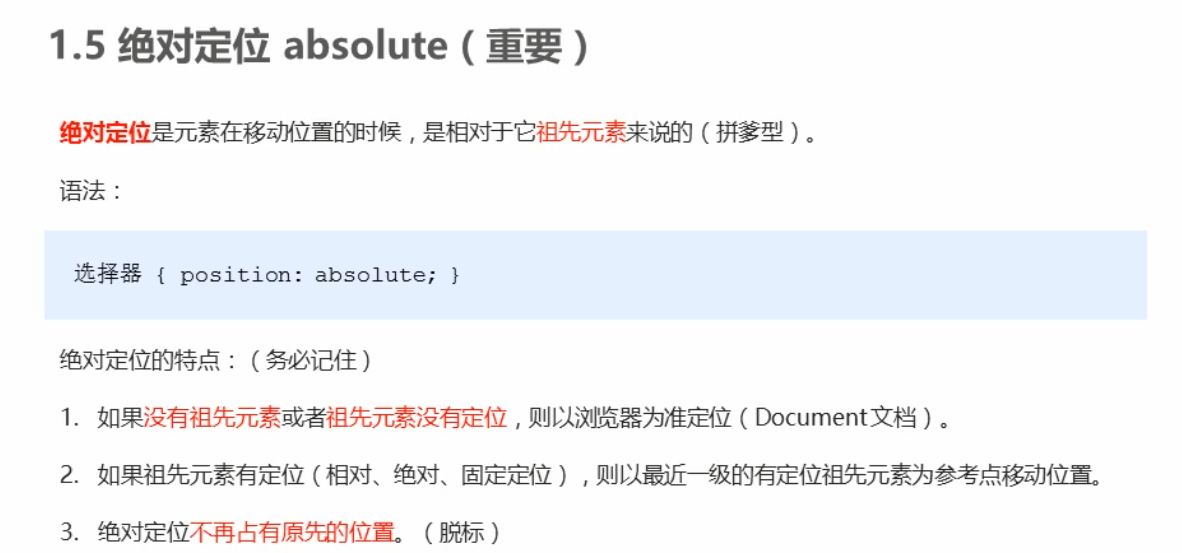 1.5 绝对定位 absolute（重要）
绝对定位是元素在移动位置的时候，是相对于它祖先元素来说的（拼爹型）。
语法：
选择器 { position: absolute; }
绝对定位的特点：（务必记住）
1. 如果没有祖先元素或者祖先元素没有定位，则以浏览器为准定位（Document文档）。
2. 如果祖先元素有定位（相对、绝对、固定定位），则以最近一级的有定位祖先元素为参考点移动位置。
3. 绝对定位不再占有原先的位置。（脱标）